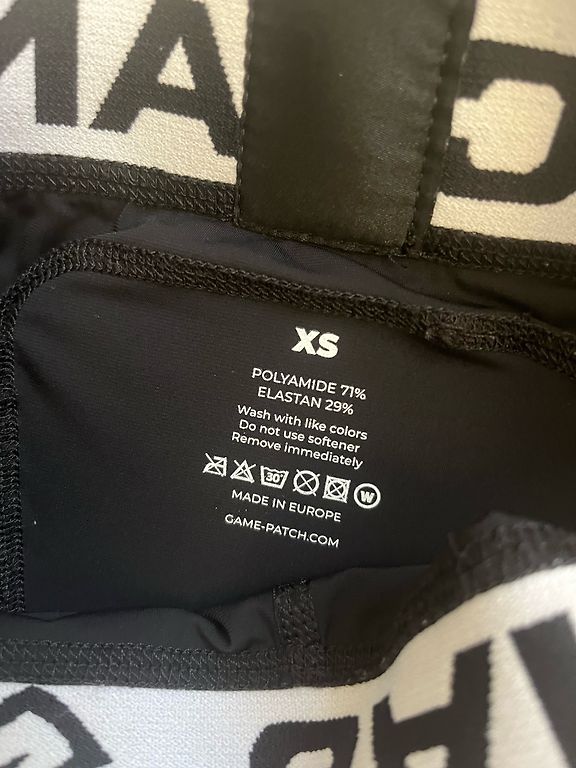 XS
POLYAMIDE 71%
ELASTAN 29%
Wash with like colors
Do not use softener
Remove immediately
30°
W
MADE IN EUROPE
GAME-PATCH.COM